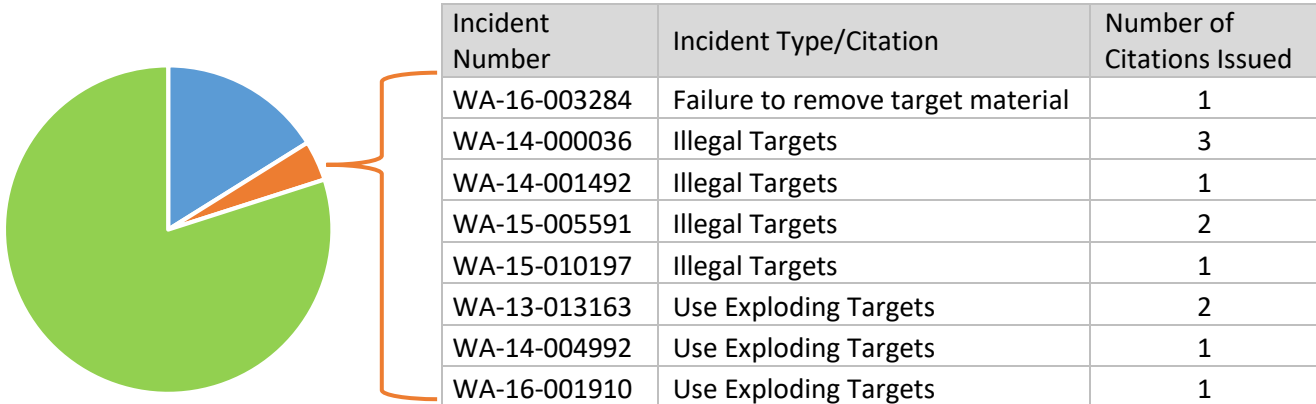 Incident Number Incident Type/Citation Number of Citations Issued
WA-16-003284 Failure to remove target material 1
WA-14-000036 Illegal Targets 3
WA-14-001492 Illegal Targets 1
WA-15-005591 Illegal Targets 2
WA-15-010197 Illegal Targets 1
WA-13-013163 Use Exploding Targets 2
WA-14-004992 Use Exploding Targets 1
WA-16-001910 Use Exploding Targets 1